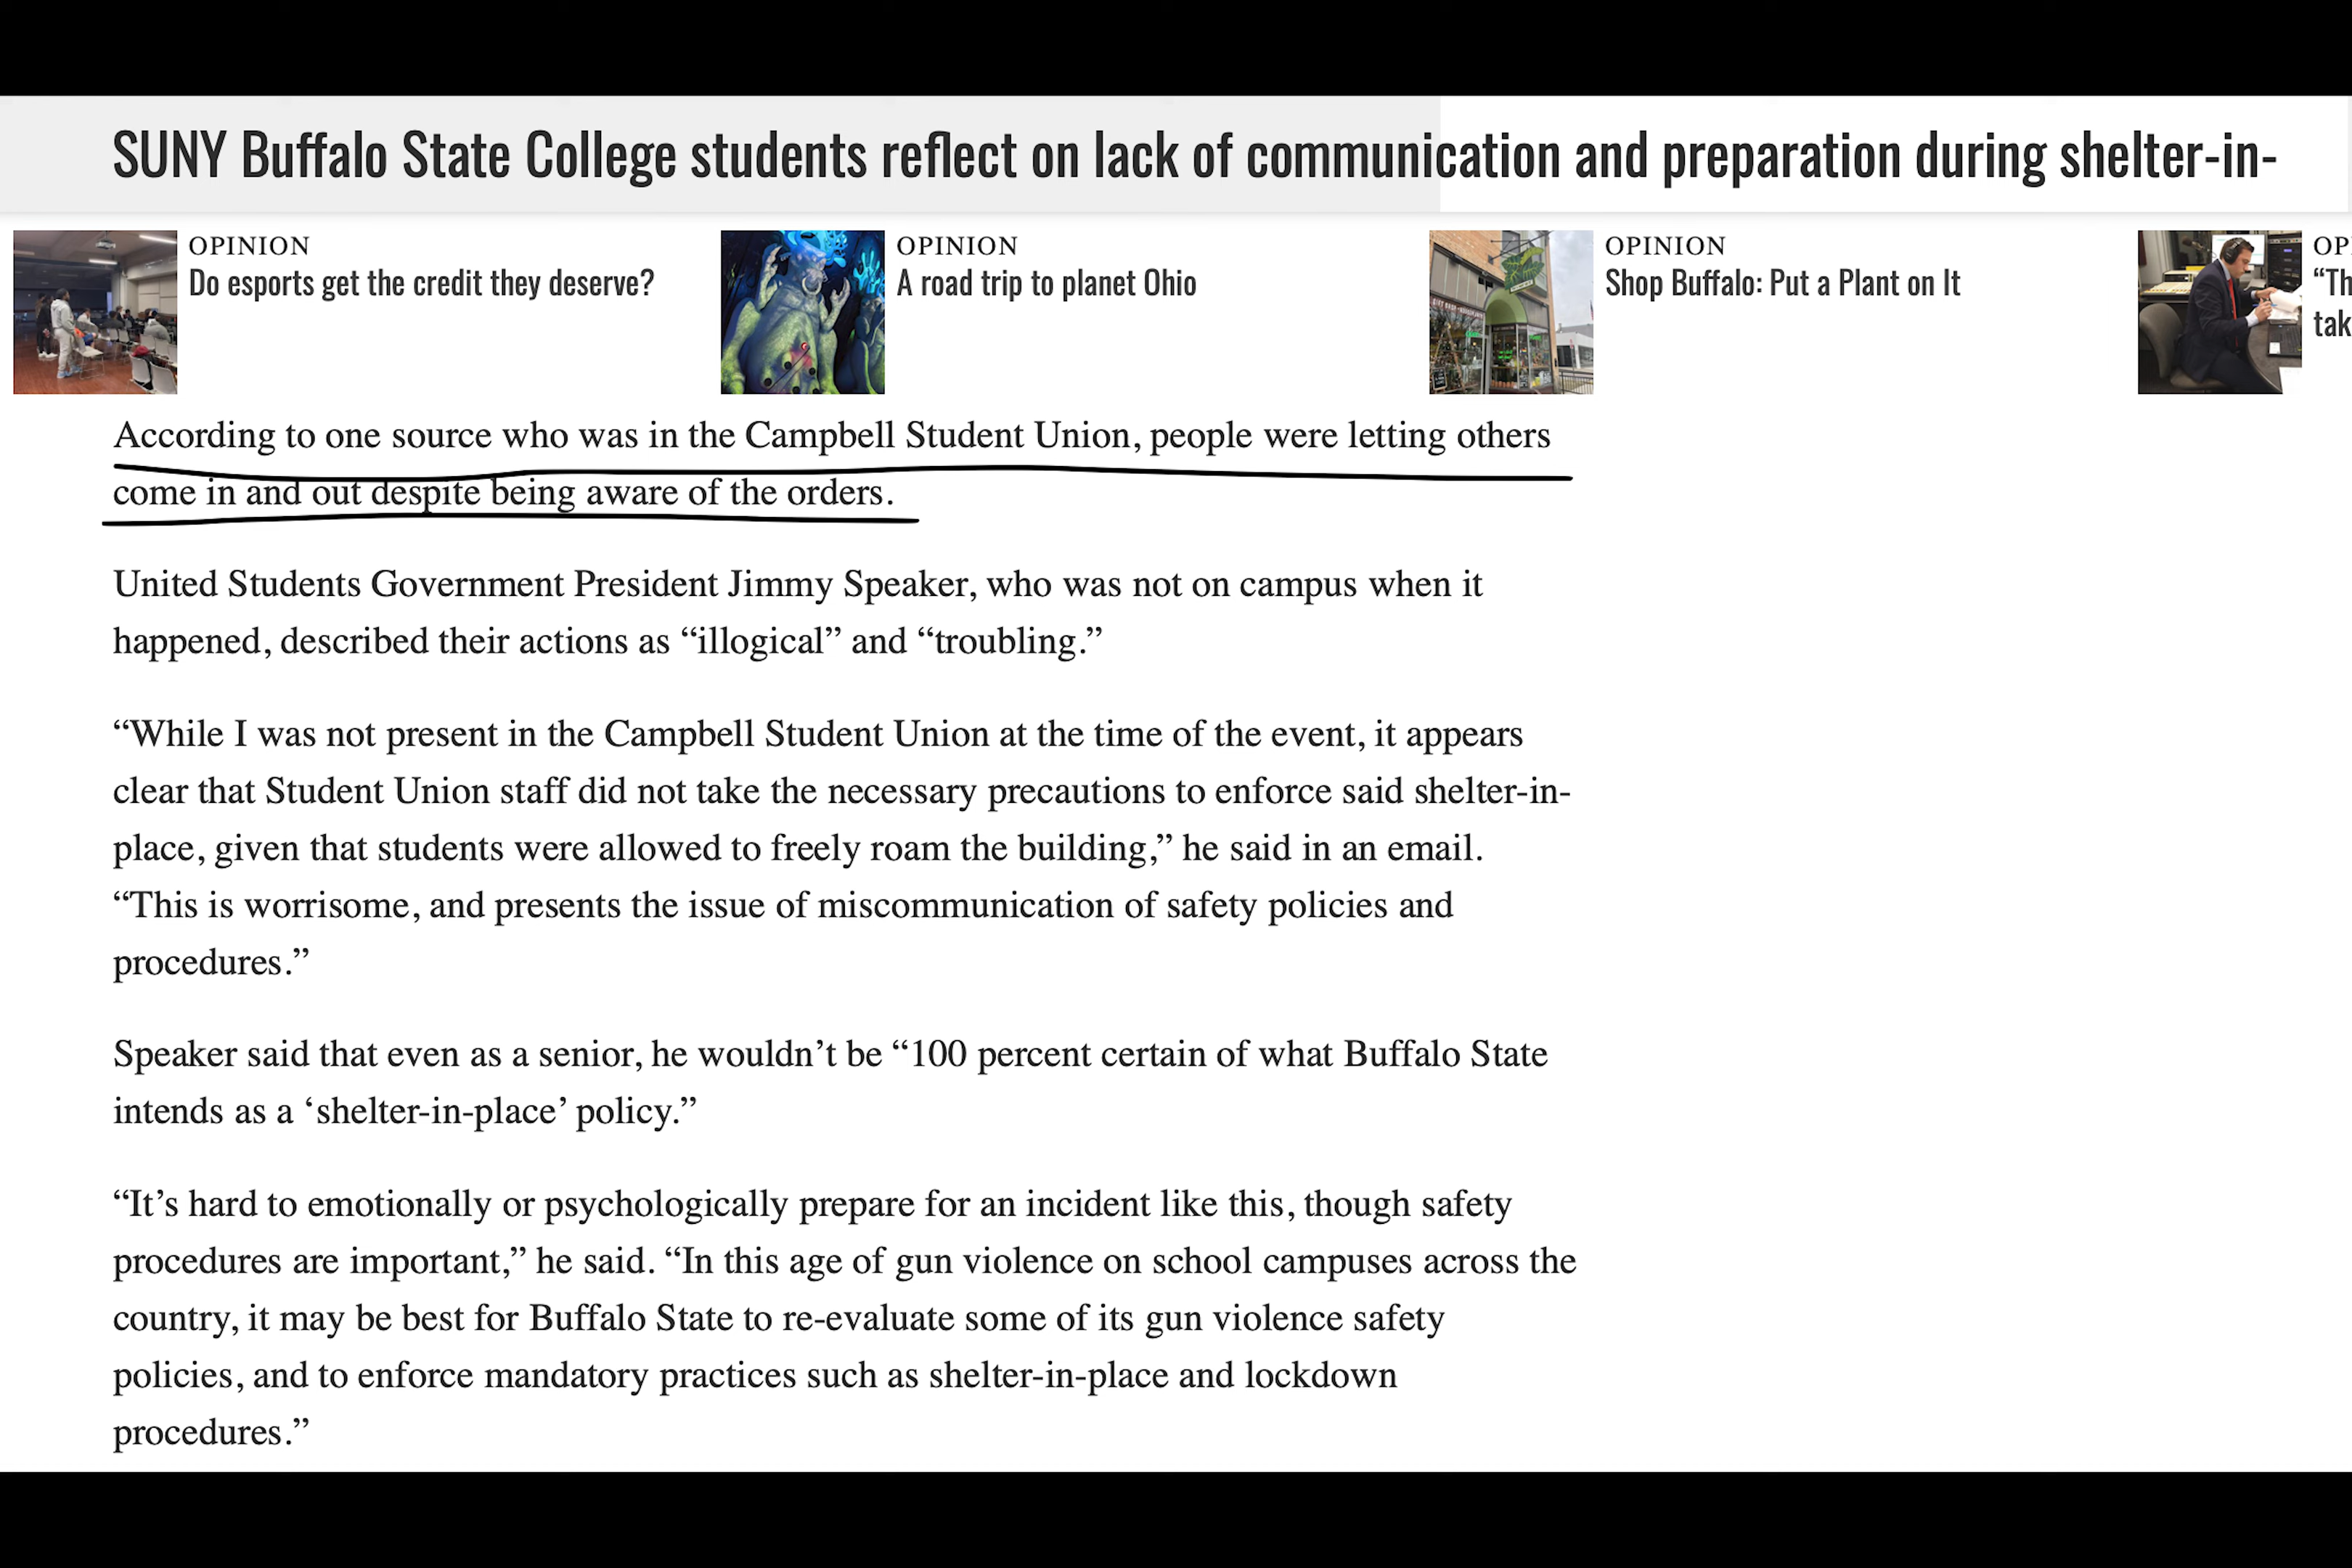 SUNY Buffalo State College students reflect on lack of communication and preparation during shelter-in-
OPINION
Do esports get the credit they deserve?
OPINION
A road trip to planet Ohio
OPINION
Shop Buffalo: Put a Plant on It
According to one source who was in the Campbell Student Union, people were letting others
come in and out despite being aware of the orders.
United Students Government President Jimmy Speaker, who was not on campus when it
happened, described their actions as “illogical” and “troubling.”
“While I was not present in the Campbell Student Union at the time of the event, it appears
clear that Student Union staff did not take the necessary precautions to enforce said shelter-in-
place, given that students were allowed to freely roam the building,” he said in an email.
“This is worrisome, and presents the issue of miscommunication of safety policies and
procedures.”
Speaker said that even as a senior, he wouldn’t be “100 percent certain of what Buffalo State
intends as a ‘shelter-in-place’ policy.”
“It’s hard to emotionally or psychologically prepare for an incident like this, though safety
procedures are important,” he said. “In this age of gun violence on school campuses across the
country, it may be best for Buffalo State to re-evaluate some of its gun violence safety
policies, and to enforce mandatory practices such as shelter-in-place and lockdown
procedures.”